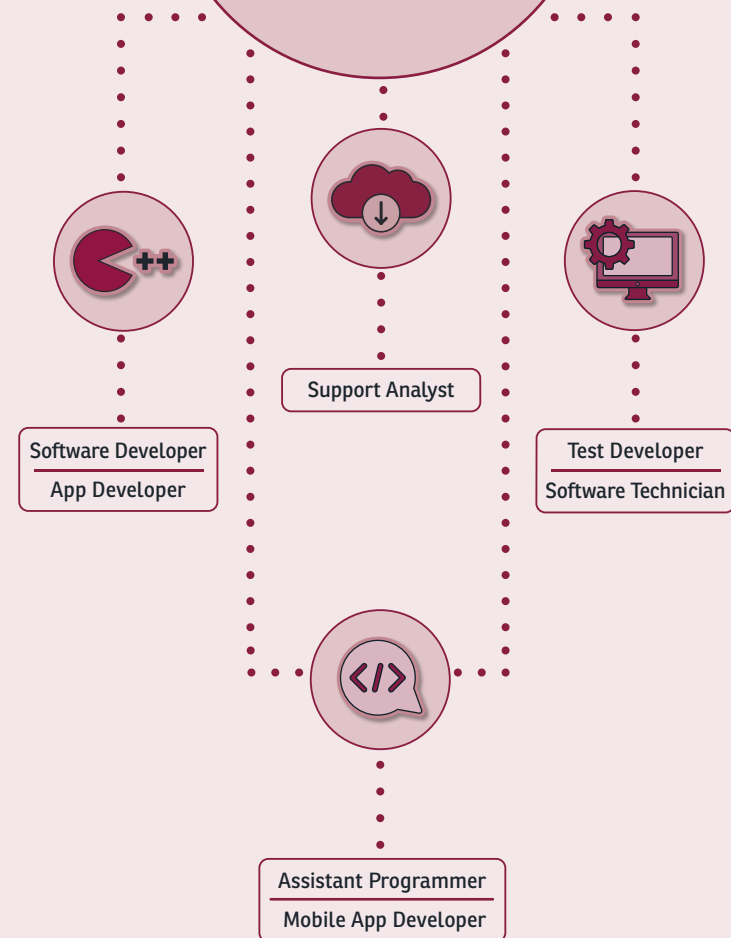 ++
Support Analyst
Software Developer
App Developer
Test Developer
Software Technician
</>
Assistant Programmer
Mobile App Developer